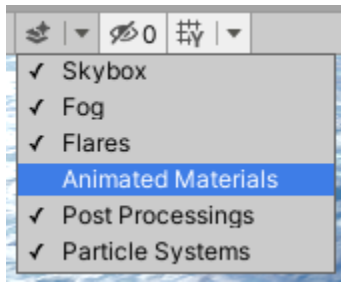 0
Skybox
Fog
Flares
Animated Materials
Post Processings
Particle Systems